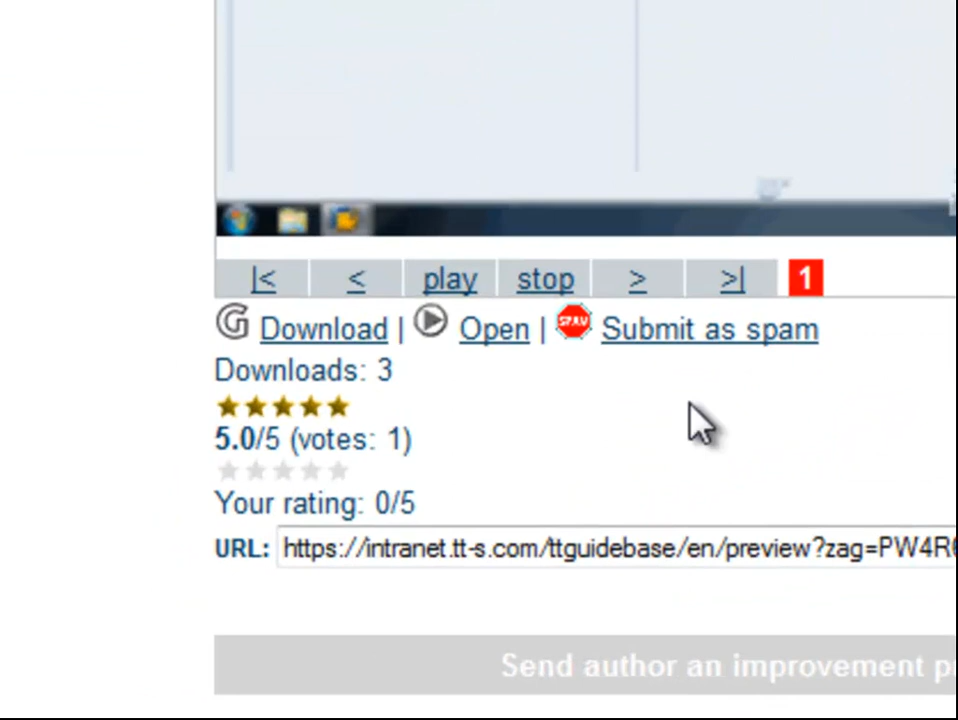 |< < play stop > >| 1
Download | Open | SPAM Submit as spam
Downloads: 3
5.0/5 (votes: 1)
Your rating: 0/5
URL: https://intranet.tt-s.com/ttguidebase/en/preview?zag=PW4R
Send author an improvement